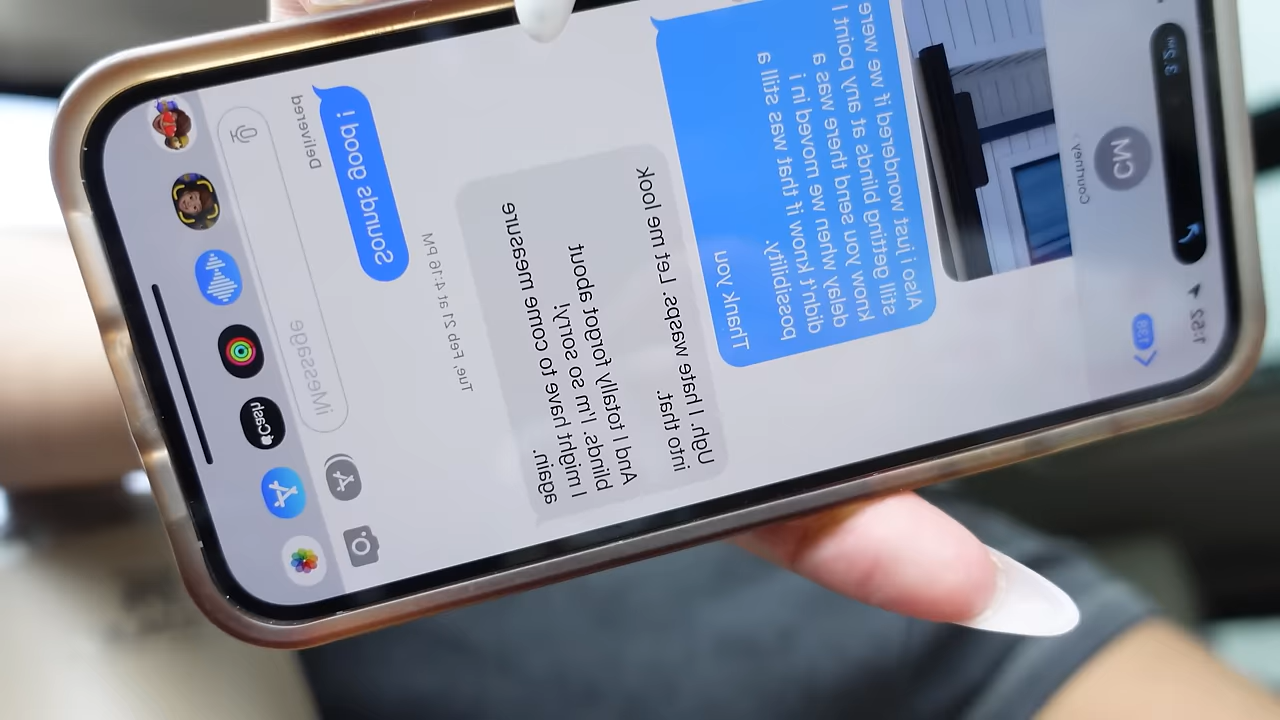 1:52
CW
Courtney
Also i just wondered if we were
still getting blinds at any point I
know you send there was a
delay when we moved in i
didn't know if that was still a
possibility.
Thank you
Ugh. I hate wasps. Let me look
into that.
And I totally forgot about
blinds. I'm so sorry!
I might have to come measure
again.
Tue, Feb 21 at 4:16 PM
Sounds good !
Delivered
iMessage
Cash